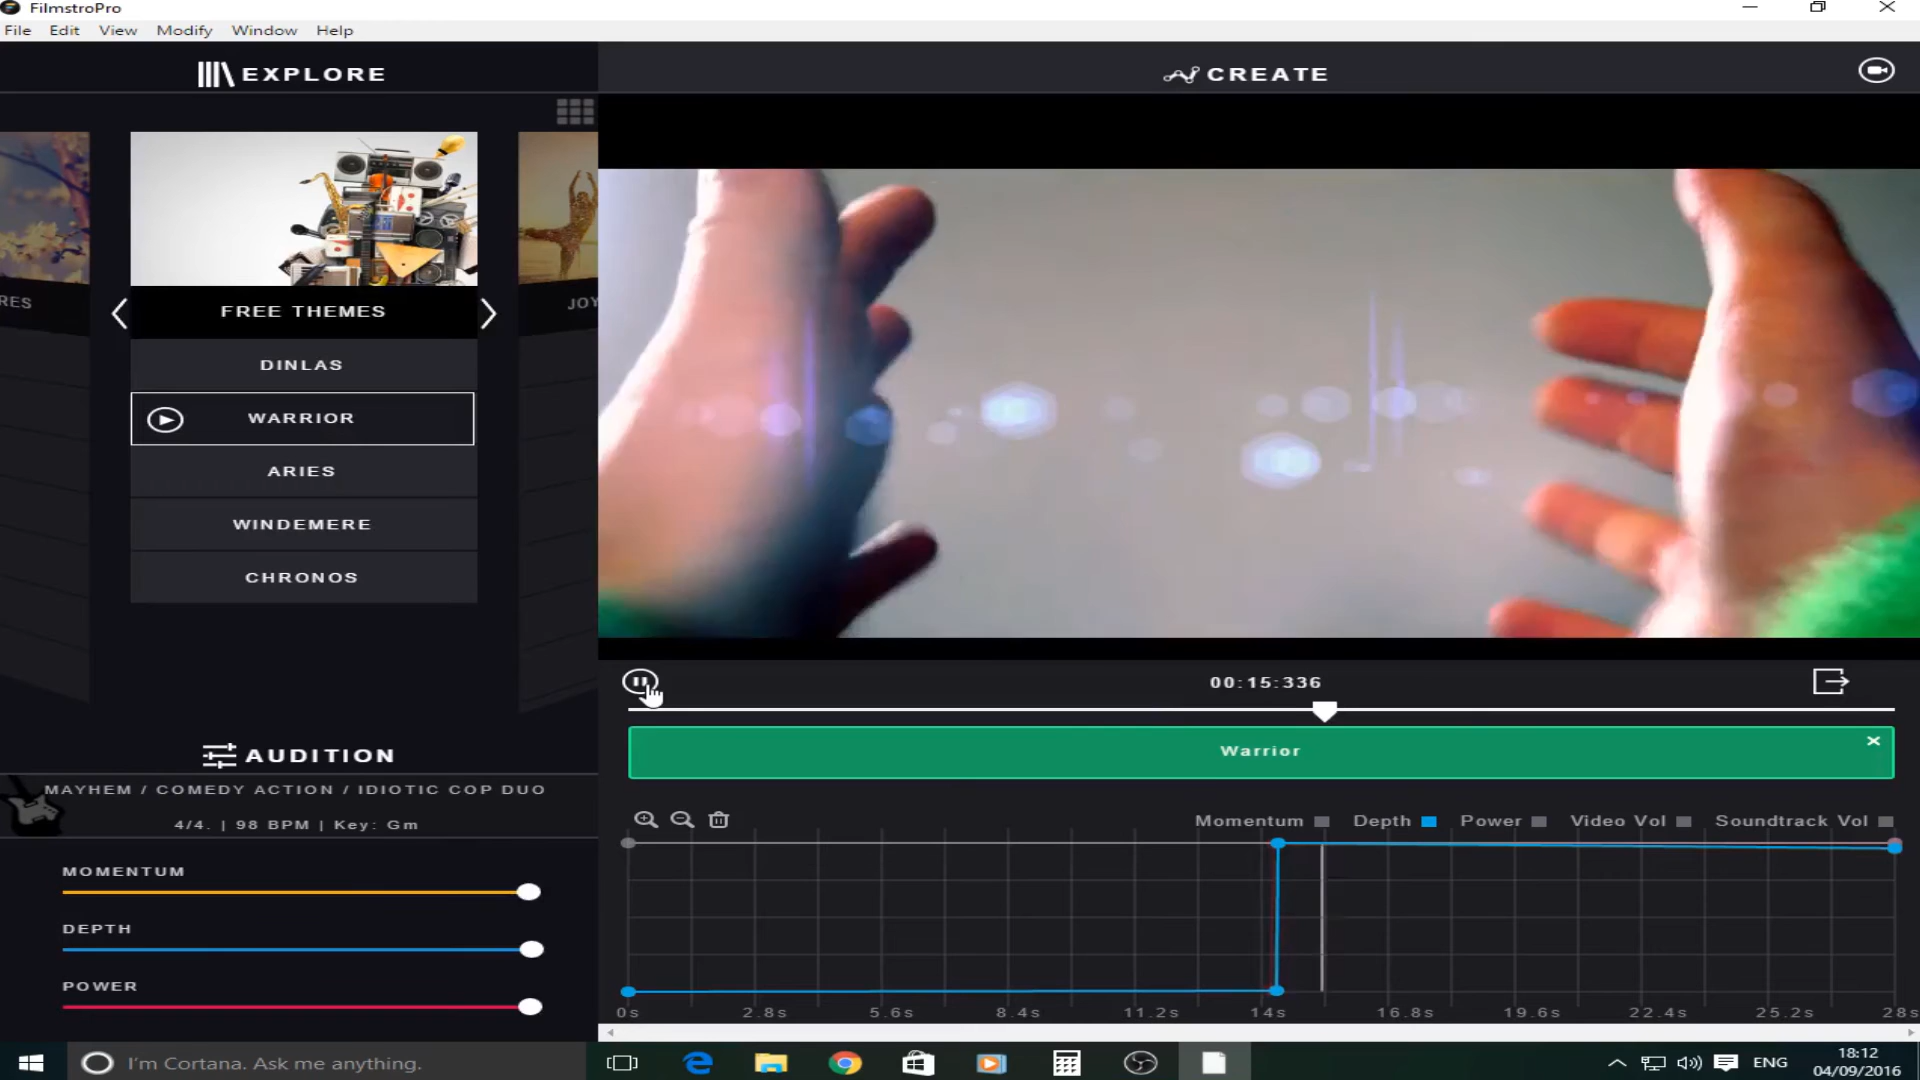 FilmstroPro
File Edit View Modify Window Help
EXPLORE
CREATE
RES
FREE THEMES
JOY
DINLAS
WARRIOR
ARIES
WINDEMERE
CHRONOS
00:15:336
Warrior
AUDITION
MAYHEM / COMEDY ACTION / IDIOTIC COP DUO
4/4. | 98 BPM | Key: Gm
Momentum Depth Power Video Vol Soundtrack Vol
MOMENTUM
DEPTH
POWER
0s 2.8s 5.6s 8.4s 11.2s 14s 16.8s 19.6s 22.4s 25.2s 28s
I'm Cortana. Ask me anything.
ENG
18:12
04/09/2016